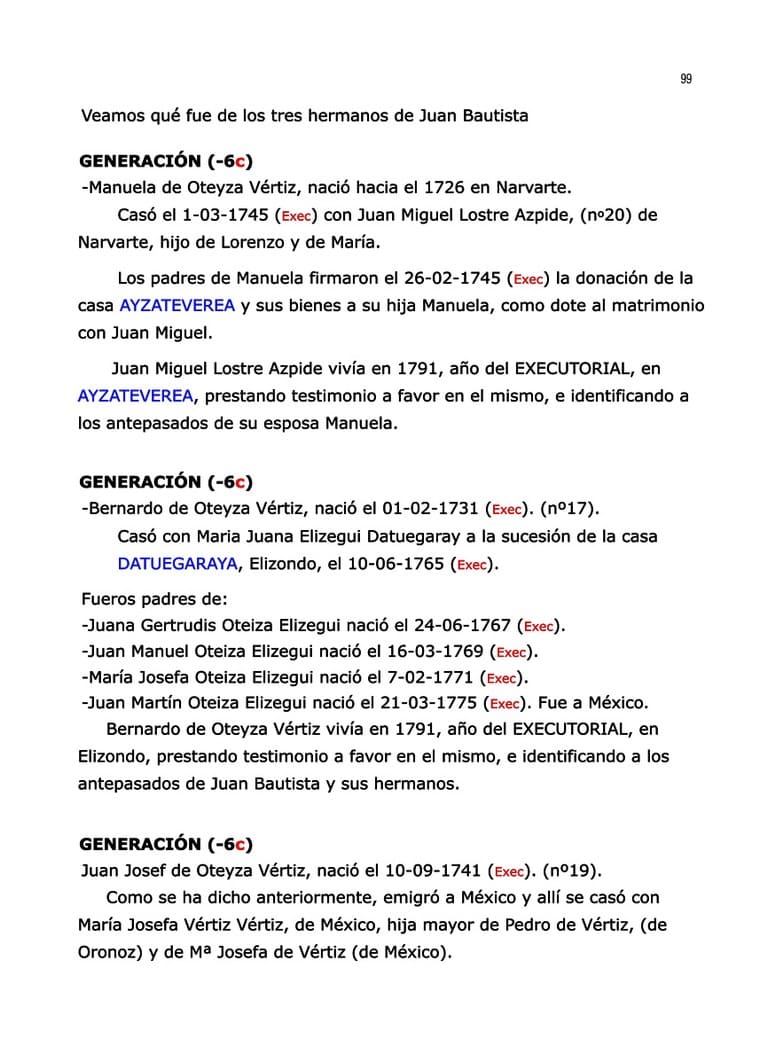 99
Veamos qué fue de los tres hermanos de Juan Bautista
GENERACIÓN (-6c)
-Manuela de Oteyza Vértiz, nació hacia el 1726 en Narvarte.
Casó el 1-03-1745 (Exec) con Juan Miguel Lostre Azpide, (nº20) de
Narvarte, hijo de Lorenzo y de María.
Los padres de Manuela firmaron el 26-02-1745 (Exec) la donación de la
casa AYZATEVEREA y sus bienes a su hija Manuela, como dote al matrimonio
con Juan Miguel.
Juan Miguel Lostre Azpide vivía en 1791, año del EXECUTORIAL, en
AYZATEVEREA, prestando testimonio a favor en el mismo, e identificando a
los antepasados de su esposa Manuela.
GENERACIÓN (-6c)
-Bernardo de Oteyza Vértiz, nació el 01-02-1731 (Exec). (nº17).
Casó con Maria Juana Elizegui Datuegaray a la sucesión de la casa
DATUEGARAYA, Elizondo, el 10-06-1765 (Exec).
Fueros padres de:
-Juana Gertrudis Oteiza Elizegui nació el 24-06-1767 (Exec).
-Juan Manuel Oteiza Elizegui nació el 16-03-1769 (Exec).
-María Josefa Oteiza Elizegui nació el 7-02-1771 (Exec).
-Juan Martín Oteiza Elizegui nació el 21-03-1775 (Exec). Fue a México.
Bernardo de Oteyza Vértiz vivía en 1791, año del EXECUTORIAL, en
Elizondo, prestando testimonio a favor en el mismo, e identificando a los
antepasados de Juan Bautista y sus hermanos.
GENERACIÓN (-6c)
Juan Josef de Oteyza Vértiz, nació el 10-09-1741 (Exec). (nº19).
Como se ha dicho anteriormente, emigró a México y allí se casó con
María Josefa Vértiz Vértiz, de México, hija mayor de Pedro de Vértiz, (de
Oronoz) y de Mª Josefa de Vértiz (de México).